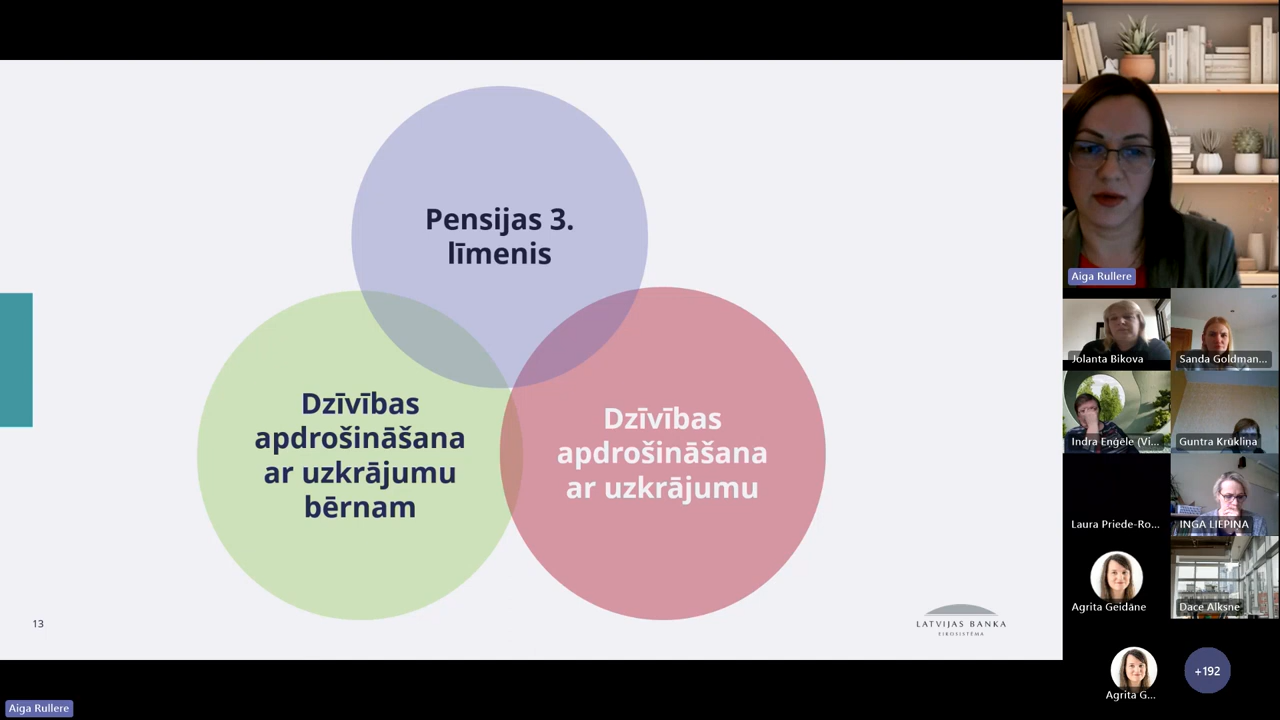 Pensijas 3.
līmenis
Dzīvības
apdrošināšana
ar uzkrājumu
bērnam
Dzīvības
apdrošināšana
ar uzkrājumu
13
LATVIJAS BANKA
EIROSISTĒMA
Aiga Rullere
Aiga Rullere
Jolanta Bikova
Sanda Goldman...
Indra Eņģēle (Vi...
Guntra Krūkliņa
Laura Priede-Ro...
INGA LIEPIŅA
Agrita Geidāne
Dace Alksne
Agrita G...
+192